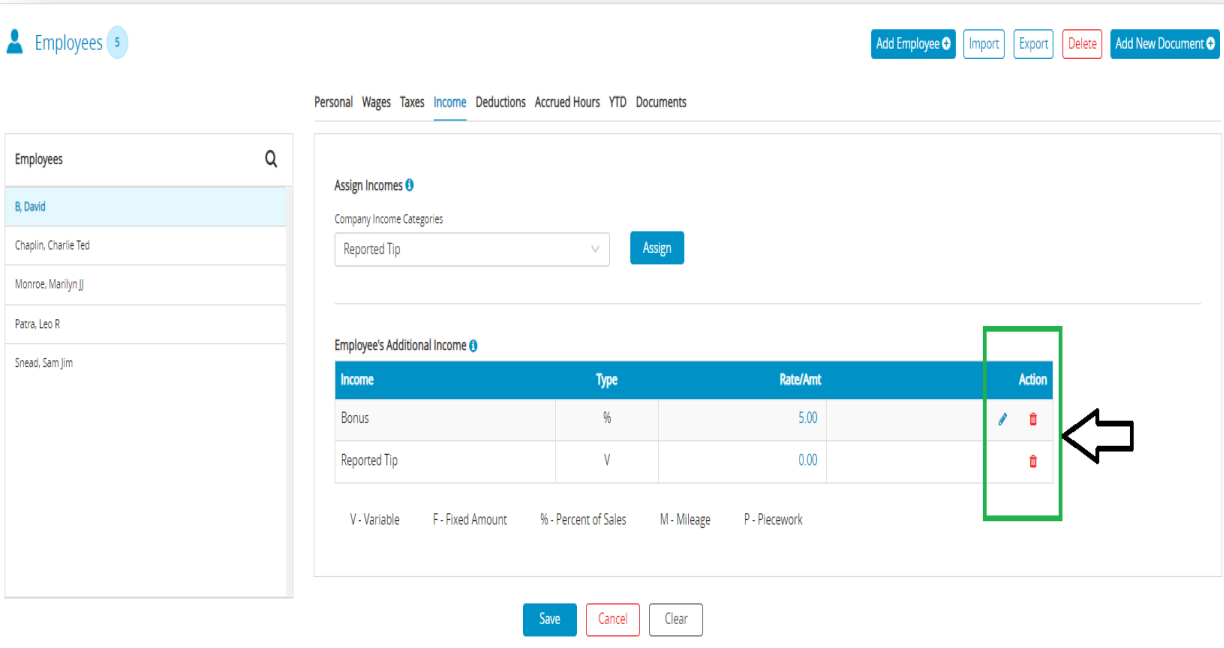 Employees 5
Add Employee Import Export Delete Add New Document
Personal Wages Taxes Income Deductions Accrued Hours YTD Documents
Employees
B, David
Chaplin, Charlie Ted
Monroe, Marilyn JJ
Patra, Leo R
Snead, Sam Jim
Assign Incomes
Company Income Categories
Reported Tip Assign
Employee's Additional Income
Income Type Rate/Amt Action
Bonus % 5.00
Reported Tip V 0.00
V - Variable F - Fixed Amount % - Percent of Sales M - Mileage P - Piecework
Save Cancel Clear